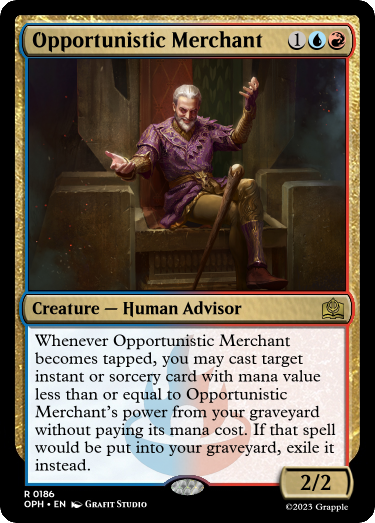 Opportunistic Merchant 1
Creature — Human Advisor
Whenever Opportunistic Merchant
becomes tapped, you may cast target
instant or sorcery card with mana value
less than or equal to Opportunistic
Merchant's power from your graveyard
without paying its mana cost. If that spell
would be put into your graveyard, exile it
instead.
2/2
R 0186
OPH • EN Grafit Studio
©2023 Grapple